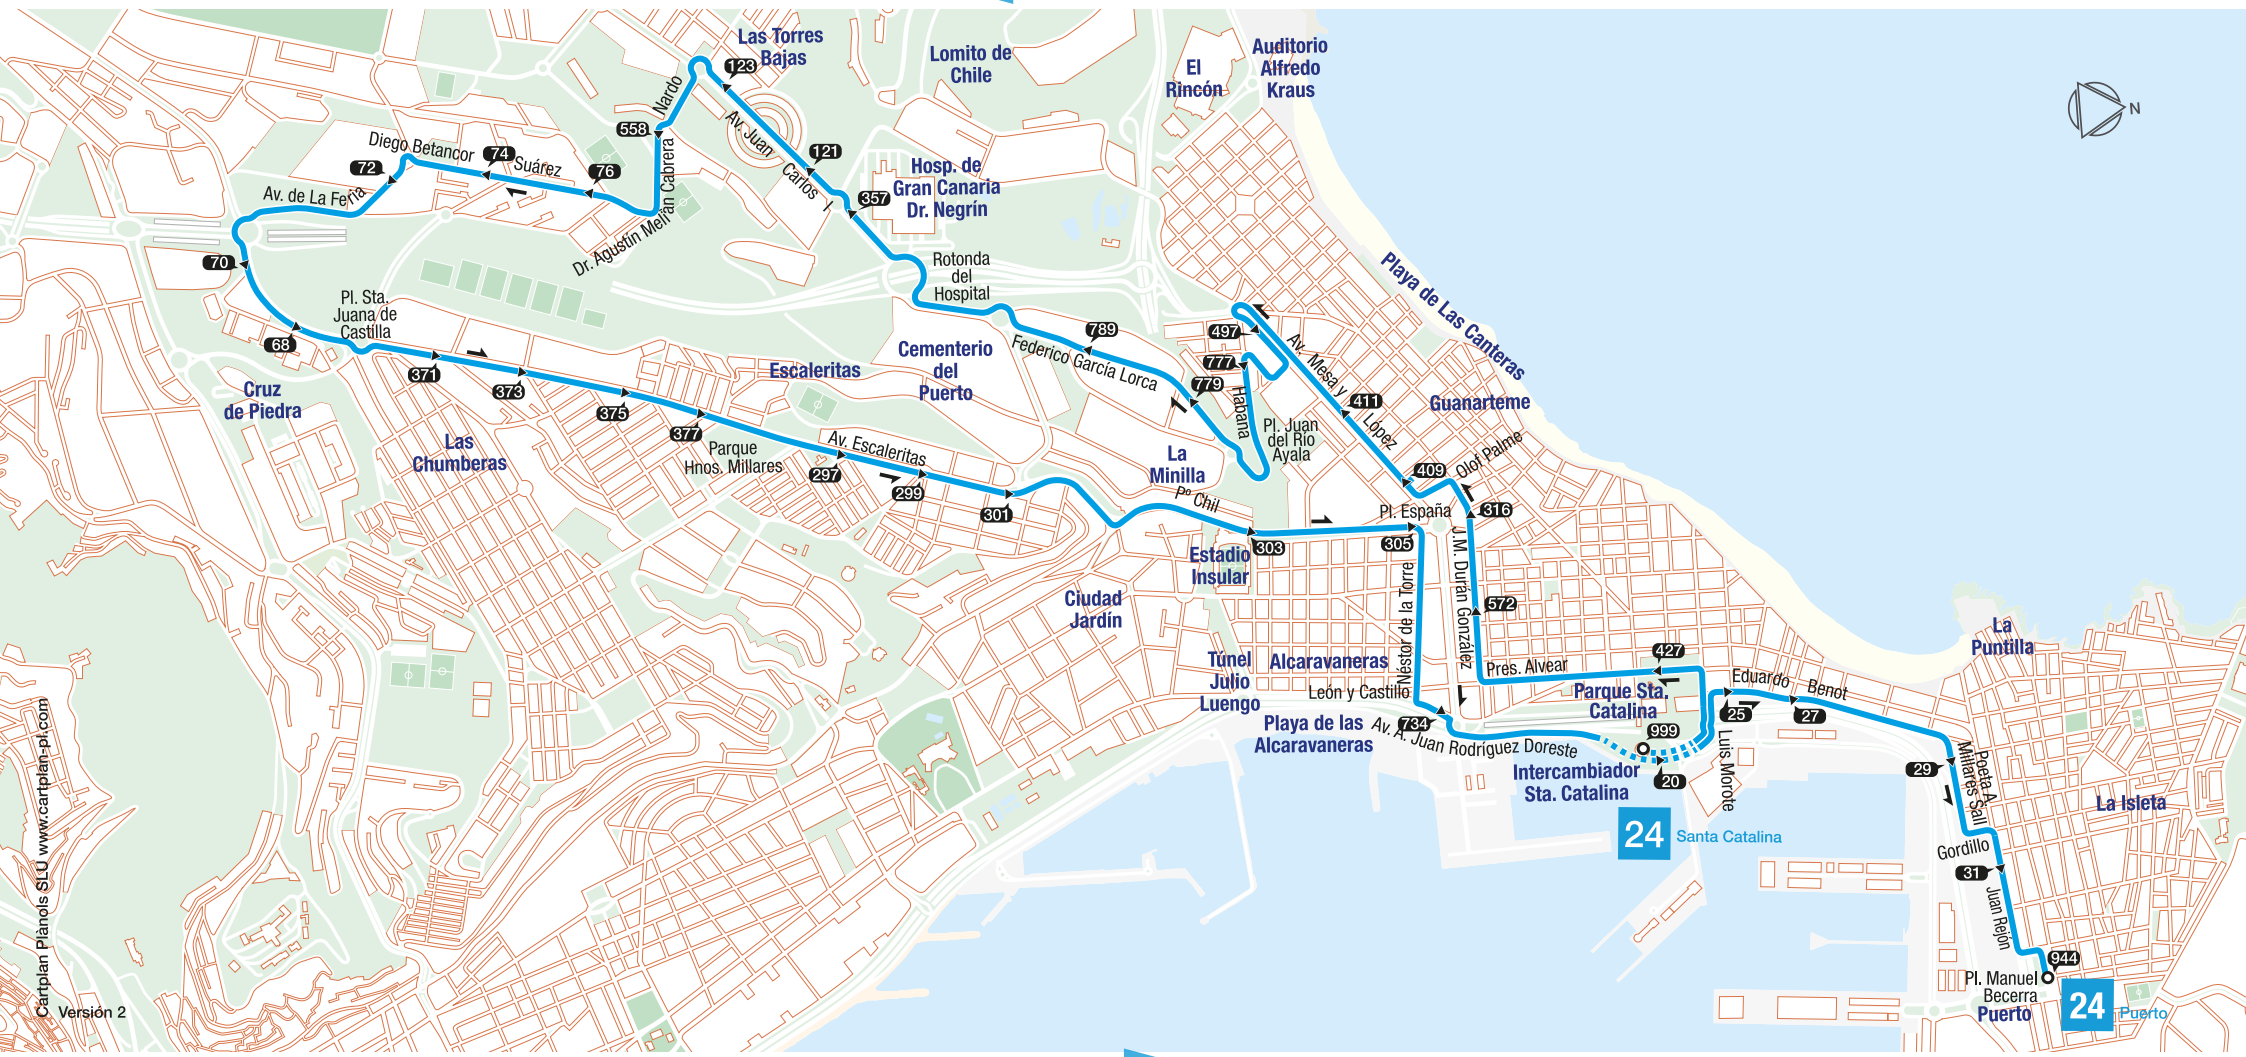 Las Torres
Bajas
123
Lomito de
Chile
El
Rincón
Auditorio
Alfredo
Kraus
N
Nardo
558
Av. Juan Carlos I
121
357
Diego Betancor Suárez
72
74
76
Dr. Agustín Melián Cabrera
Av. de La Feria
Hosp. de
Gran Canaria
Dr. Negrín
70
68
Pl. Sta.
Juana de
Castilla
Rotonda
del
Hospital
Playa de Las Canteras
371
373
375
377
Cruz
de Piedra
Las
Chumberas
Escaleritas
Cementerio
del
Puerto
789
Federico García Lorca
779
497
777
Habana
Av. Mesa y López
411
Guanarteme
Pl. Juan
del Río
Ayala
La
Minilla
Parque
Hnos. Millares
Av. Escaleritas
297
299
301
Pº Chil
409
Olof Palme
316
Pl. España
303
305
Estadio
Insular
Ciudad
Jardín
Néstor de la Torre
J.M. Durán González
572
427
Pres. Alvear
Túnel
Julio
Luengo
Alcaravaneras
León y Castillo
Playa de las
Alcaravaneras
734
Av. A. Juan Rodríguez Doreste
Parque Sta.
Catalina
999
20
Intercambiador
Sta. Catalina
Luis Morote
25
Eduardo Benot
27
La
Puntilla
24
Santa Catalina
29
Poeta A.
Millares Sall
La Isleta
Gordillo
31
Juan Rejón
944
Pl. Manuel
Becerra
Puerto
24
Puerto
Cartplan Plànols SLU www.cartplan-pl.com
Versión 2